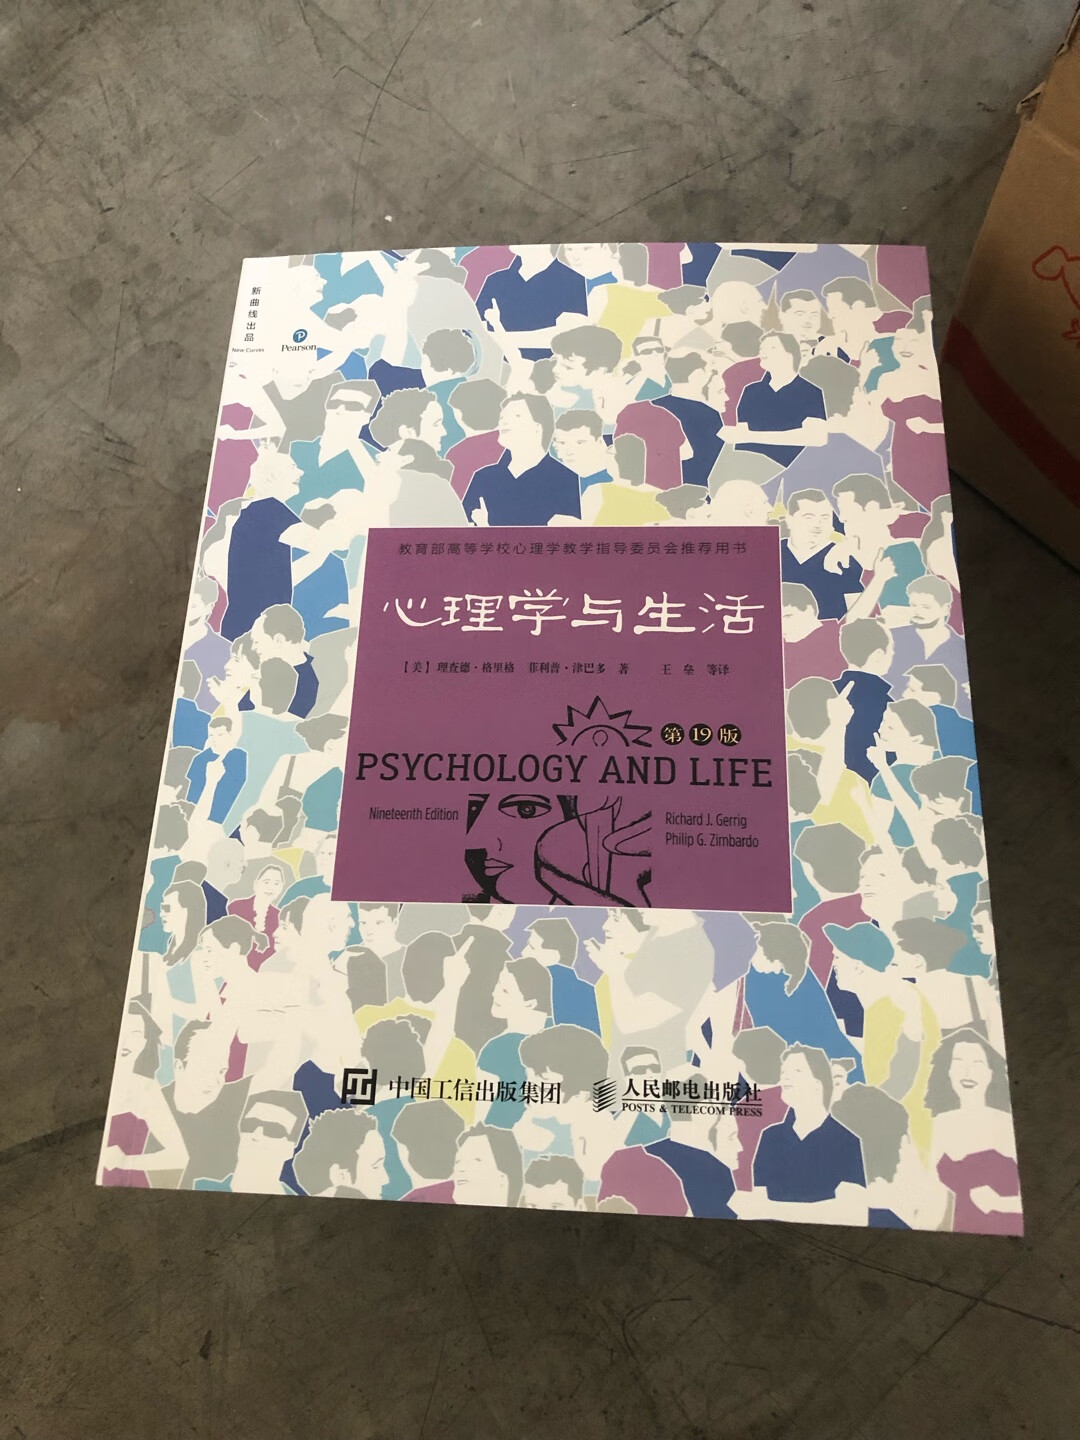 新曲线出品
New Curves
Pearson
教育部高等学校心理学教学指导委员会推荐用书
心理学与生活
【美】理查德·格里格 菲利普·津巴多 著 王垒 等译
第19版
PSYCHOLOGY AND LIFE
Nineteenth Edition
Richard J. Gerrig
Philip G. Zimbardo
中国工信出版集团
人民邮电出版社
POSTS & TELECOM PRESS